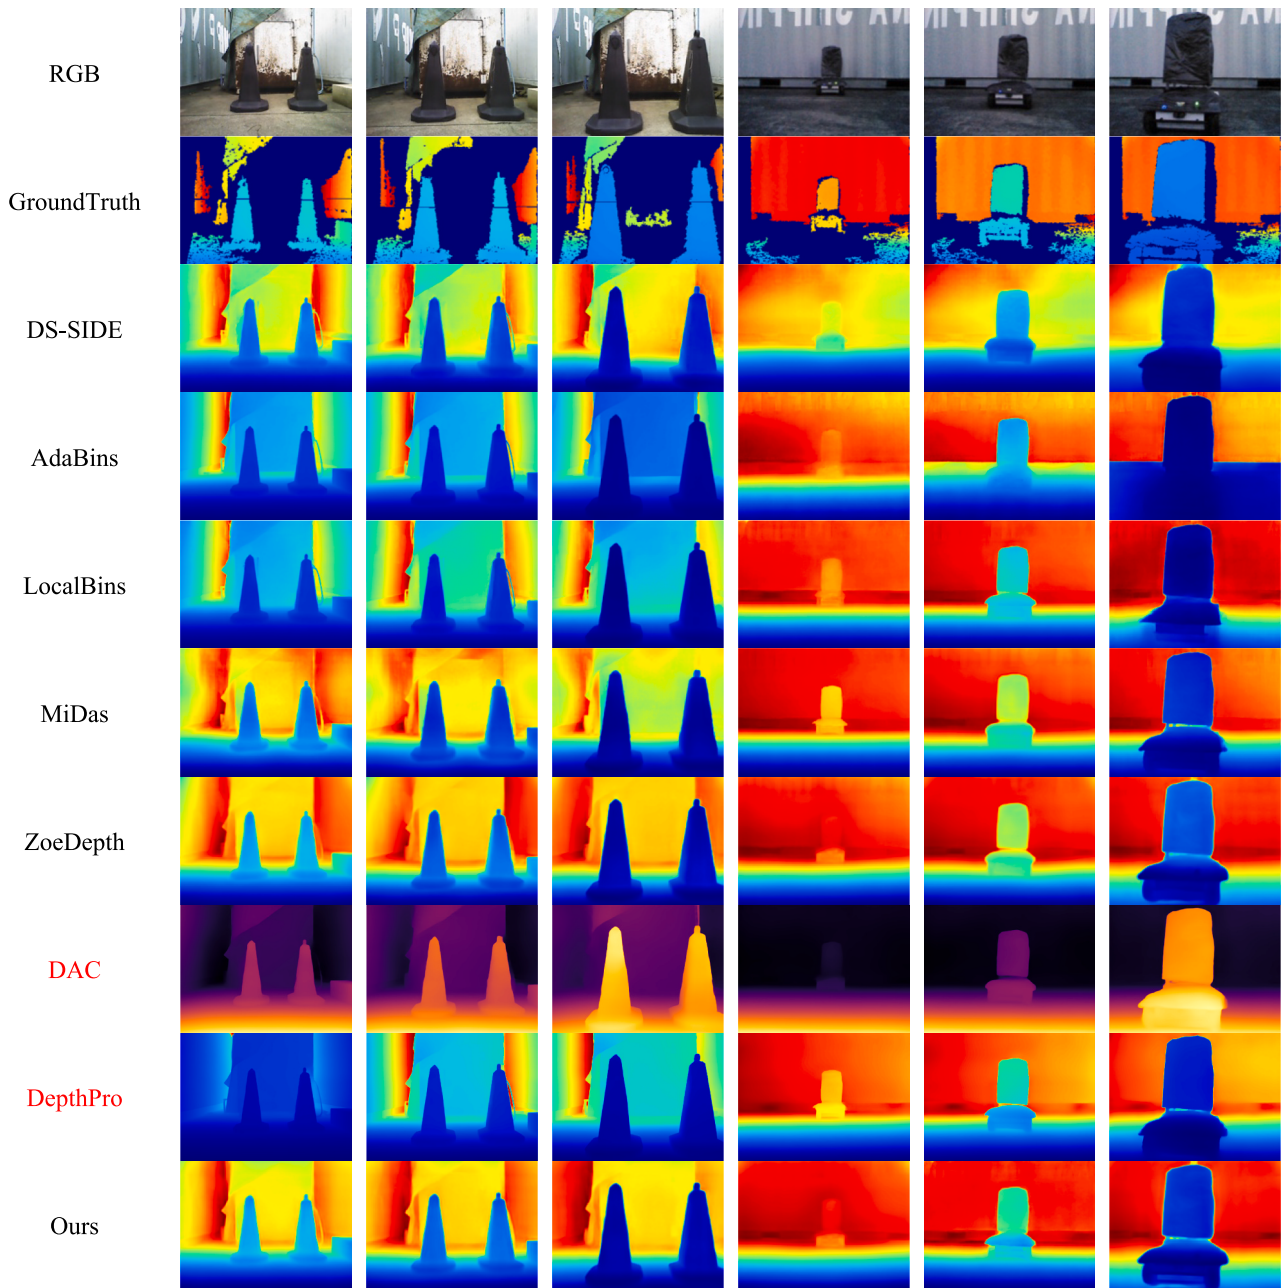 RGB
GroundTruth
DS-SIDE
AdaBins
LocalBins
MiDas
ZoeDepth
DAC
DepthPro
Ours